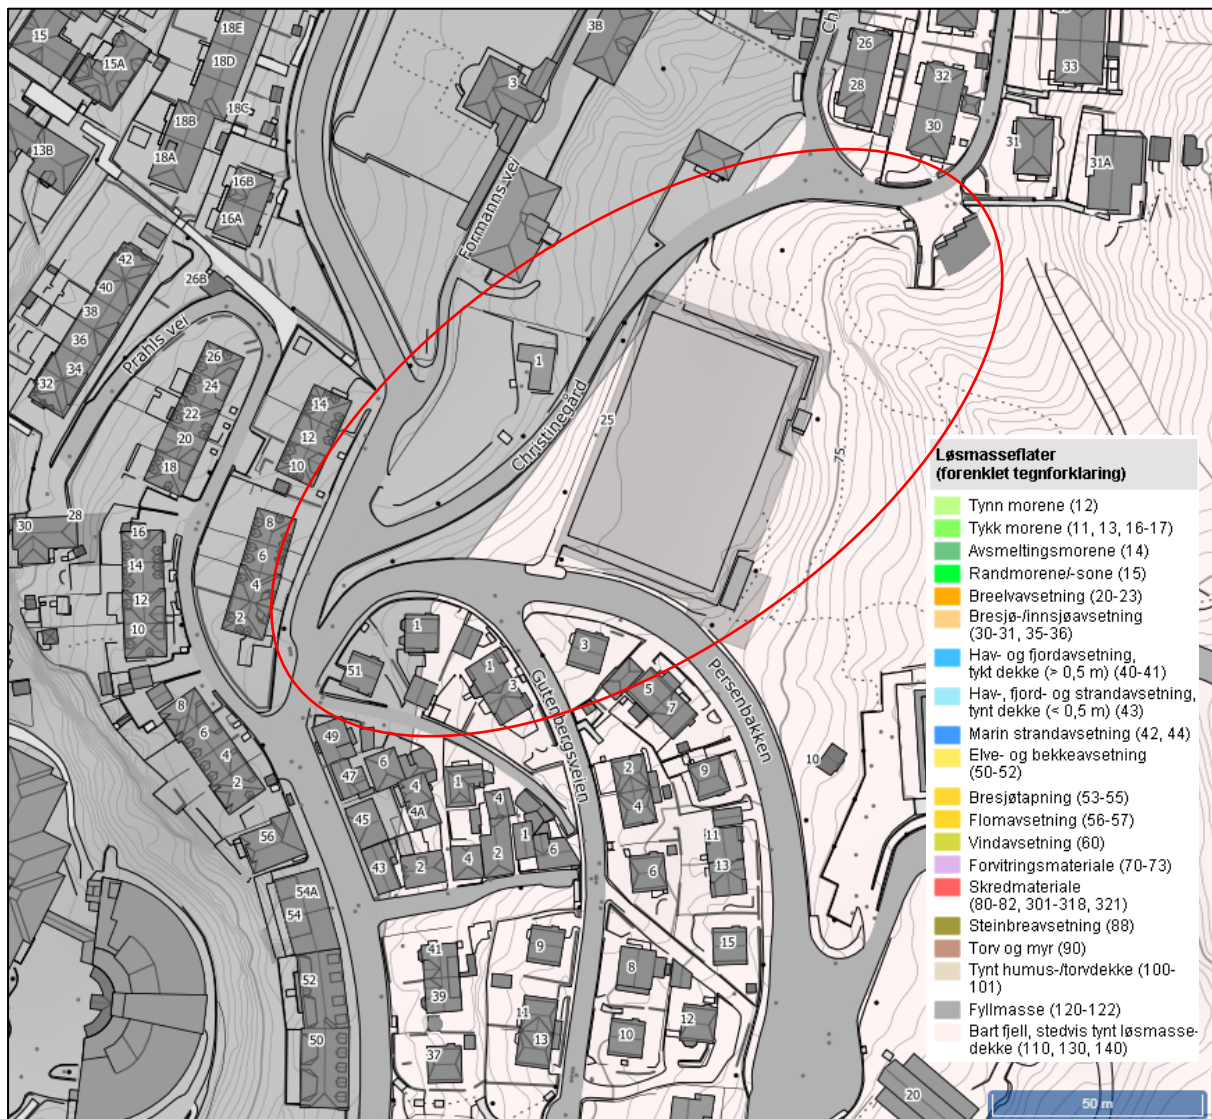 15
15A
18E
18D
18C
18B
18A
13B
16B
16A
3
3B
Formanns vei
Ch
26
28
32
30
33
31
31A
42
40
38
36
34
32
26B
Prahls vei
26
24
22
20
18
14
12
10
1
Christinegård
25
75
30
28
16
14
12
10
8
6
4
2
1
51
1
3
Gutenbergsveien
3
5
7
Persenbakken
8
6
4
2
49
47
6
4
4A
45
43
2
1
4
4
2
1
6
2
4
9
11
13
6
10
56
54A
54
52
50
41
39
37
9
11
13
8
10
12
15
20
Løsmasseflater
(forenklet tegnforklaring)
Tynn morene (12)
Tykk morene (11, 13, 16-17)
Avsmeltingsmorene (14)
Randmorene/-sone (15)
Breelvavsetning (20-23)
Bresjø-/innsjøavsetning
(30-31, 35-36)
Hav- og fjordavsetning,
tykt dekke (> 0,5 m) (40-41)
Hav-, fjord- og strandavsetning,
tynt dekke (< 0,5 m) (43)
Marin strandavsetning (42, 44)
Elve- og bekkeavsetning
(50-52)
Bresjøtapning (53-55)
Flomavsetning (56-57)
Vindavsetning (60)
Forvitringsmateriale (70-73)
Skredmateriale
(80-82, 301-318, 321)
Steinbreavsetning (88)
Torv og myr (90)
Tynt humus-/torvdekke (100-
101)
Fyllmasse (120-122)
Bart fjell, stedvis tynt løsmasse-
dekke (110, 130, 140)
50 m